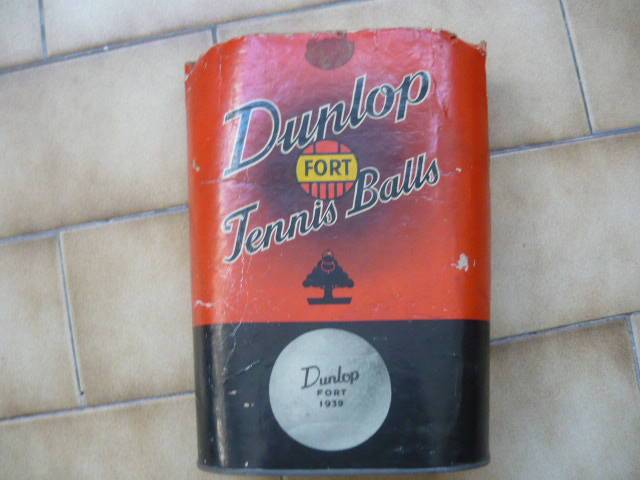 Dunlop
FORT
Tennis Balls
Dunlop
FORT
1939